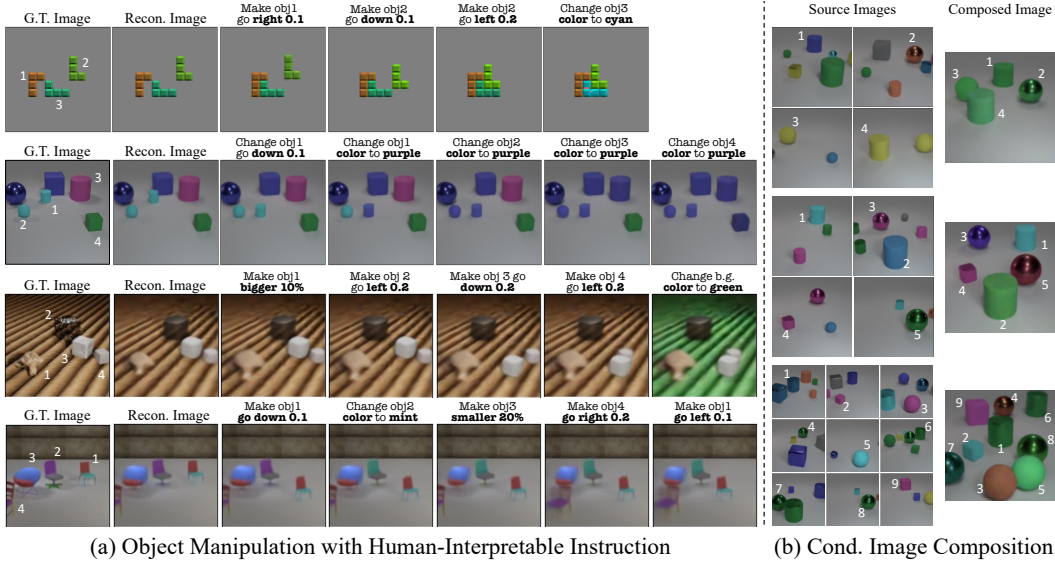 G.T. Image
Recon. Image
Make obj1
go right 0.1
Make obj2
go down 0.1
Make obj2
go left 0.2
Change obj3
color to cyan
1
2
3
G.T. Image
Recon. Image
Change obj1
go down 0.1
Change obj1
color to purple
Change obj2
color to purple
Change obj3
color to purple
Change obj4
color to purple
3
1
2
4
G.T. Image
Recon. Image
Make obj1
bigger 10%
Make obj 2
go left 0.2
Make obj 3 go
down 0.2
Make obj 4
go left 0.2
Change b.g.
color to green
2
3
1
4
G.T. Image
Recon. Image
Make obj1
go down 0.1
Change obj2
color to mint
Make obj3
smaller 20%
Make obj4
go right 0.2
Make obj1
go left 0.1
3
2
1
4
(a) Object Manipulation with Human-Interpretable Instruction
Source Images
Composed Image
1
2
3
4
1
2
3
4
1
3
2
4
5
3
1
4
5
2
1
2
3
4
5
6
7
8
9
9
4
6
2
1
8
7
3
5
(b) Cond. Image Composition